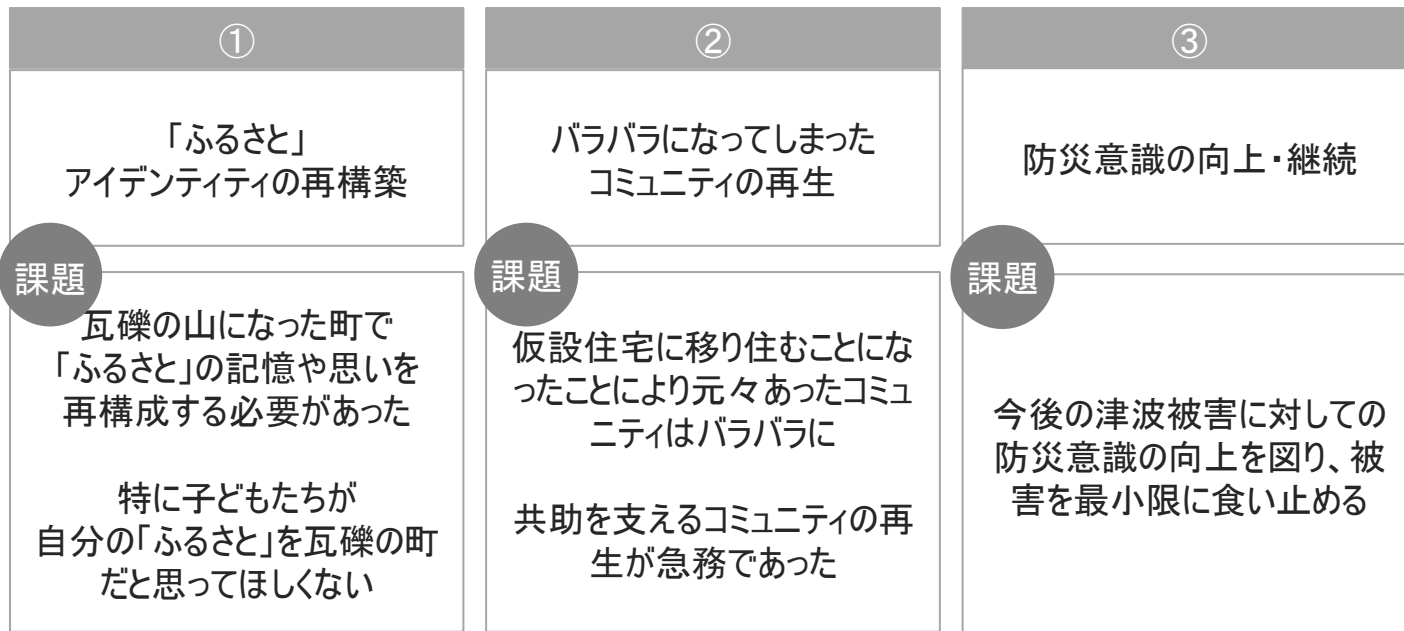 ①
「ふるさと」
アイデンティティの再構築
課題
瓦礫の山になった町で
「ふるさと」の記憶や思いを
再構成する必要があった
特に子どもたちが
自分の「ふるさと」を瓦礫の町
だと思ってほしくない
②
バラバラになってしまった
コミュニティの再生
課題
仮設住宅に移り住むことにな
ったことにより元々あったコミュ
ニティはバラバラに
共助を支えるコミュニティの再
生が急務であった
③
防災意識の向上・継続
課題
今後の津波被害に対しての
防災意識の向上を図り、被
害を最小限に食い止める